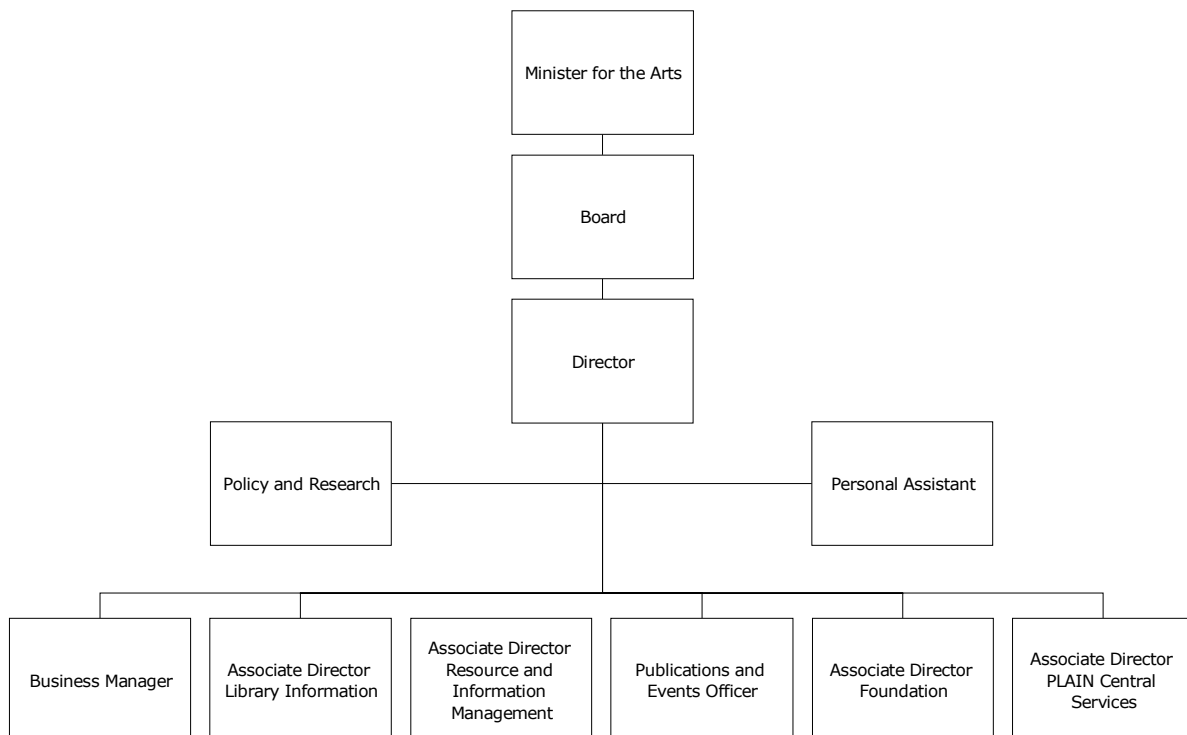 Minister for the Arts
Board
Director
Policy and Research
Personal Assistant
Business Manager
Associate Director
Library Information
Associate Director
Resource and
Information
Management
Publications and
Events Officer
Associate Director
Foundation
Associate Director
PLAIN Central
Services